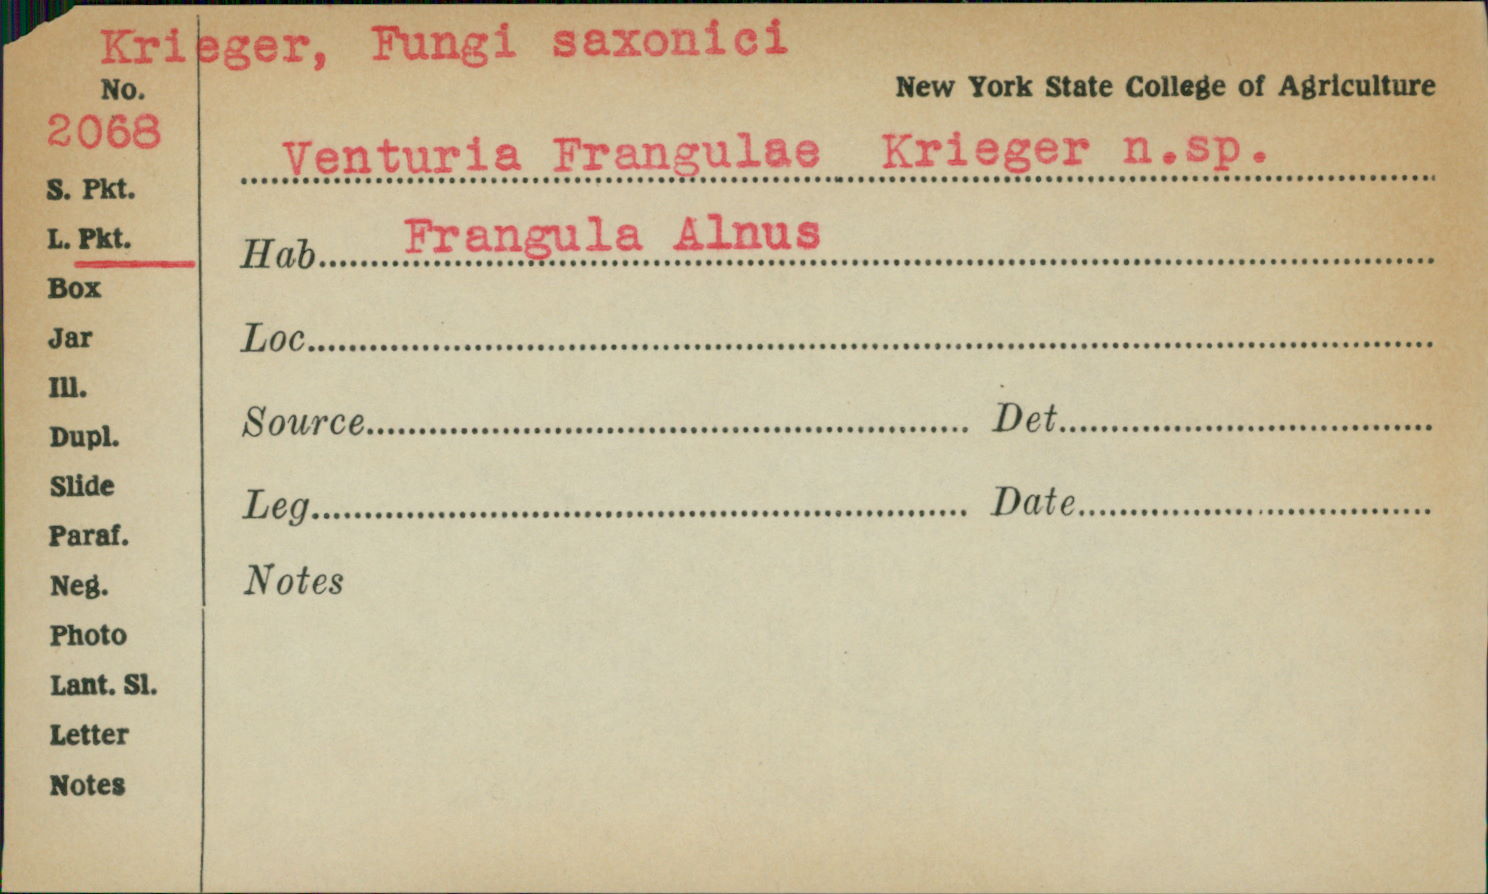 Krieger, Fungi saxonici
No.
New York State College of Agriculture
2068
Venturia Frangulae Krieger n.sp.
S. Pkt.
L. Pkt.
Hab. Frangula Alnus
Box
Jar
Loc.
Ill.
Dupl.
Source Det.
Slide
Leg. Date
Paraf.
Neg.
Notes
Photo
Lant. Sl.
Letter
Notes